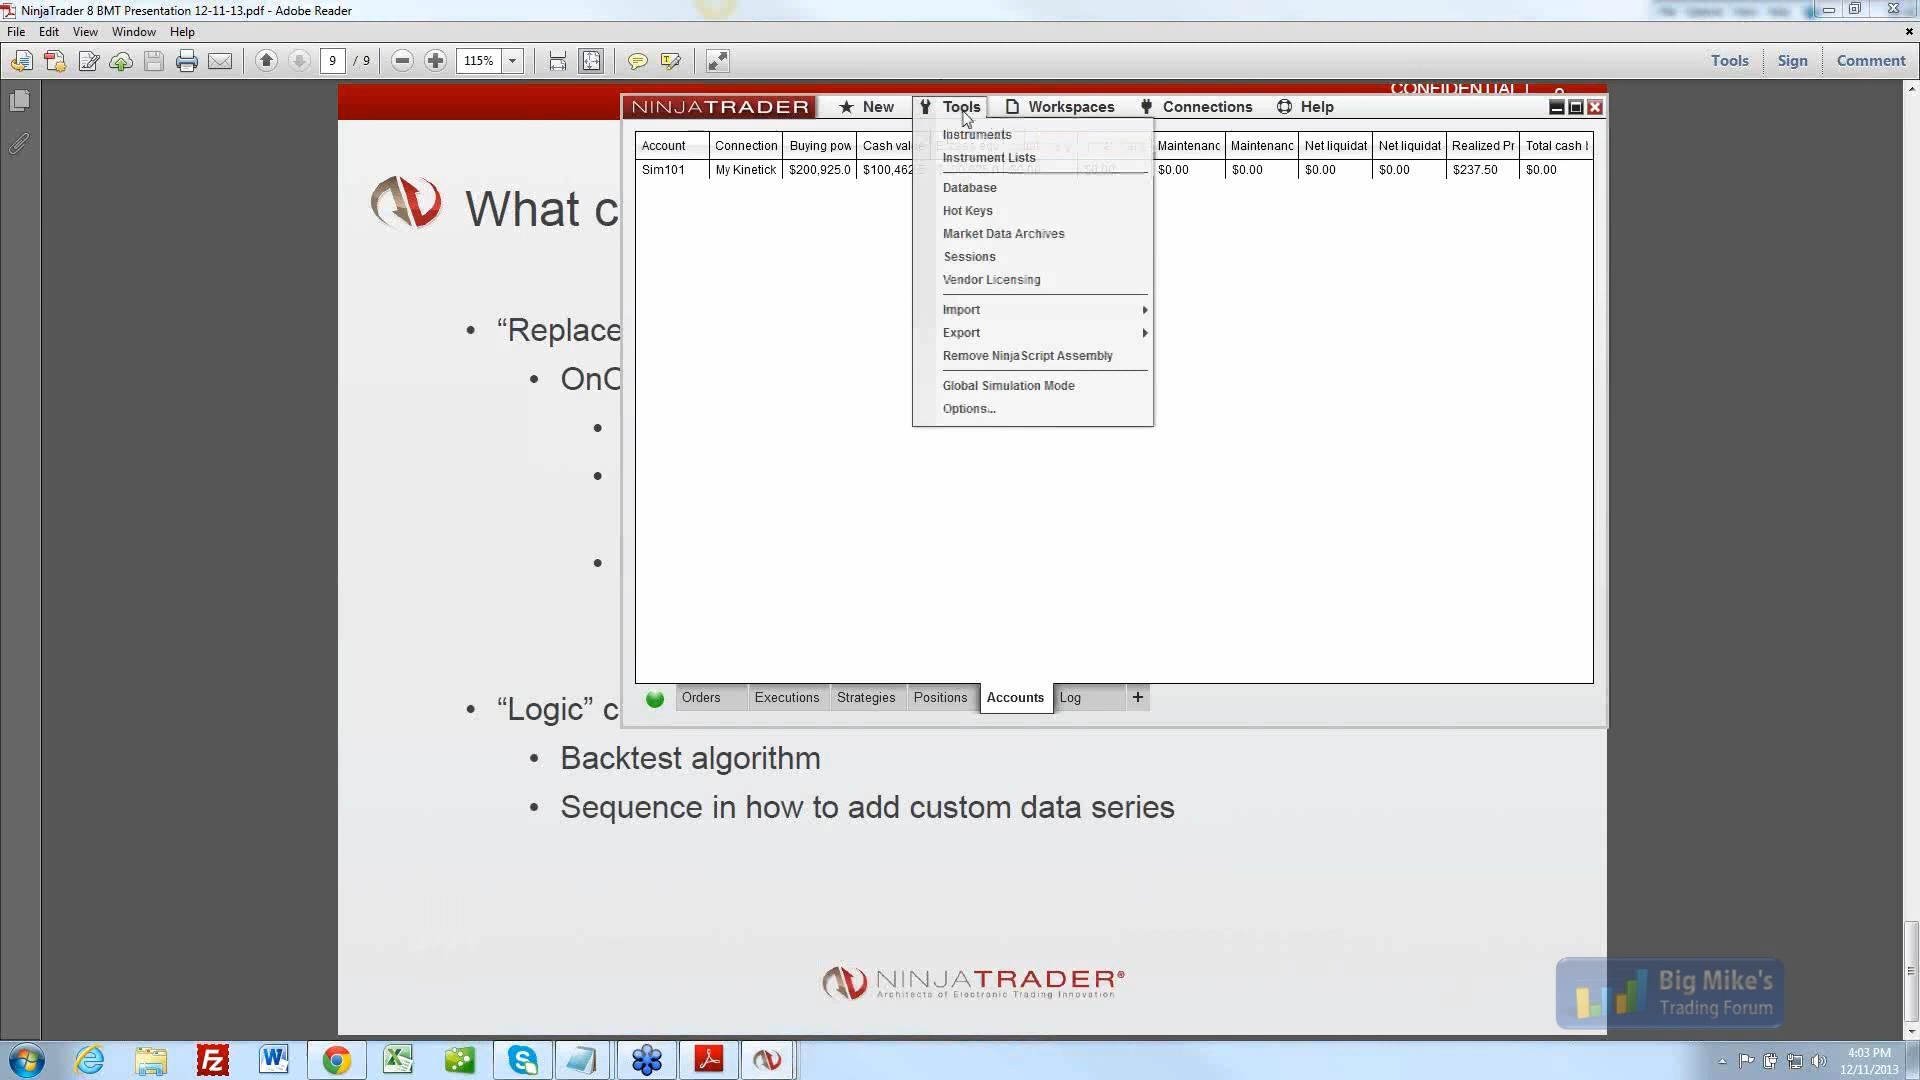 NinjaTrader 8 BMT Presentation 12-11-13.pdf - Adobe Reader
File Edit View Window Help
9 / 9 115% Tools Sign Comment
CONFIDENTIAL |
NINJATRADER New Tools Workspaces Connections Help
Account Connection Buying pow Cash valu Maintenanc Maintenanc Net liquidat Net liquidat Realized Pr Total cash
Sim101 My Kinetick $200,925.0 $100,462 $0.00 $0.00 $0.00 $0.00 $237.50 $0.00
Instruments
Instrument Lists
Database
Hot Keys
Market Data Archives
Sessions
Vendor Licensing
Import
Export
Remove NinjaScript Assembly
Global Simulation Mode
Options...
What c
• “Replace
• OnC
Orders Executions Strategies Positions Accounts Log +
• “Logic” c
• Backtest algorithm
• Sequence in how to add custom data series
NINJATRADER®
Architects of Electronic Trading Innovation
Big Mike's
Trading Forum
4:03 PM
12/11/2013